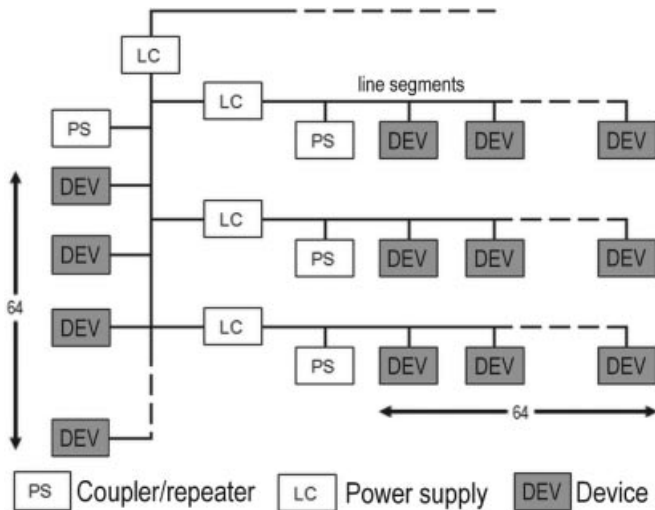 LC
LC
line segments
PS
PS
DEV
DEV
DEV
DEV
LC
DEV
PS
DEV
DEV
DEV
64
DEV
LC
PS
DEV
DEV
DEV
64
DEV
PS Coupler/repeater
LC Power supply
DEV Device